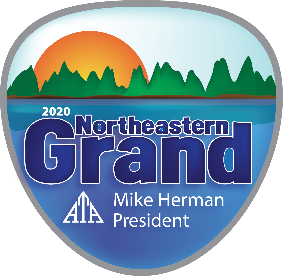 2020
Northeastern
Grand
ATA
Mike Herman
President